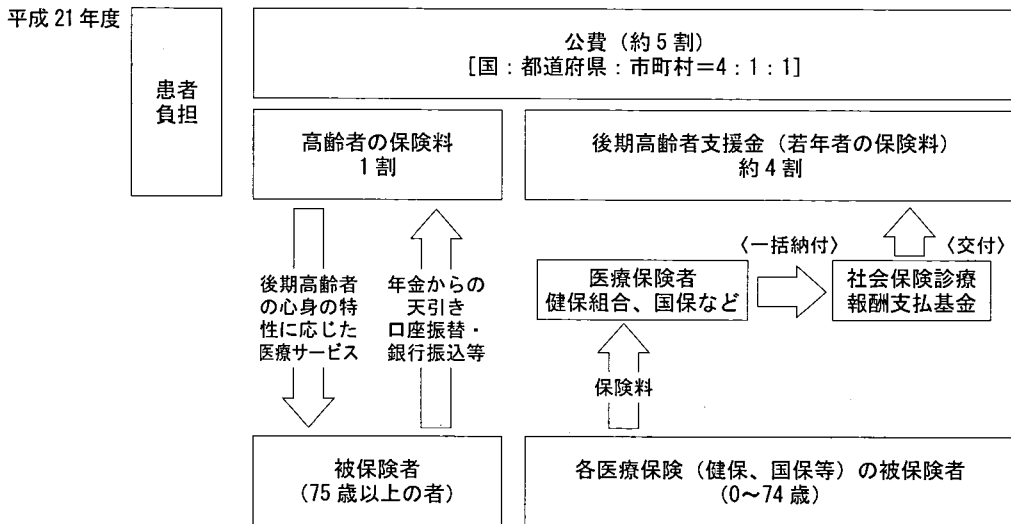 平成21年度
患者
負担
公費（約5割）
[国：都道府県：市町村＝4：1：1]
高齢者の保険料
1割
後期高齢者支援金（若年者の保険料）
約4割
後期高齢者
の心身の特
性に応じた
医療サービス
年金からの
天引き
口座振替・
銀行振込等
医療保険者
健保組合、国保など
〈一括納付〉
〈交付〉
社会保険診療
報酬支払基金
保険料
被保険者
（75歳以上の者）
各医療保険（健保、国保等）の被保険者
（0～74歳）